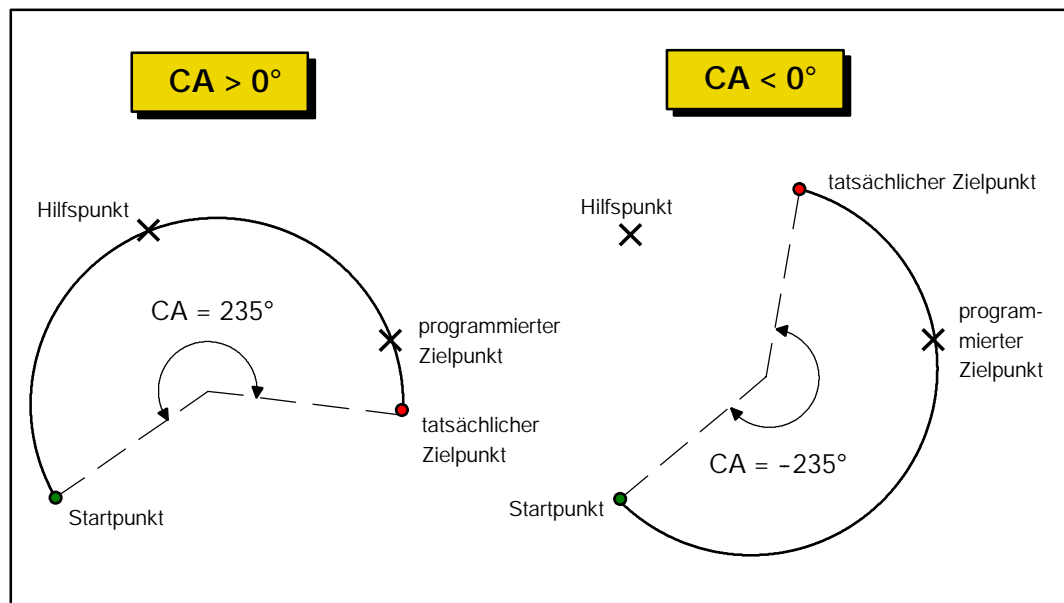 CA > 0°
Hilfspunkt
CA = 235°
programmierter
Zielpunkt
tatsächlicher
Zielpunkt
Startpunkt
CA < 0°
tatsächlicher Zielpunkt
Hilfspunkt
program-
mierter
Zielpunkt
CA = -235°
Startpunkt